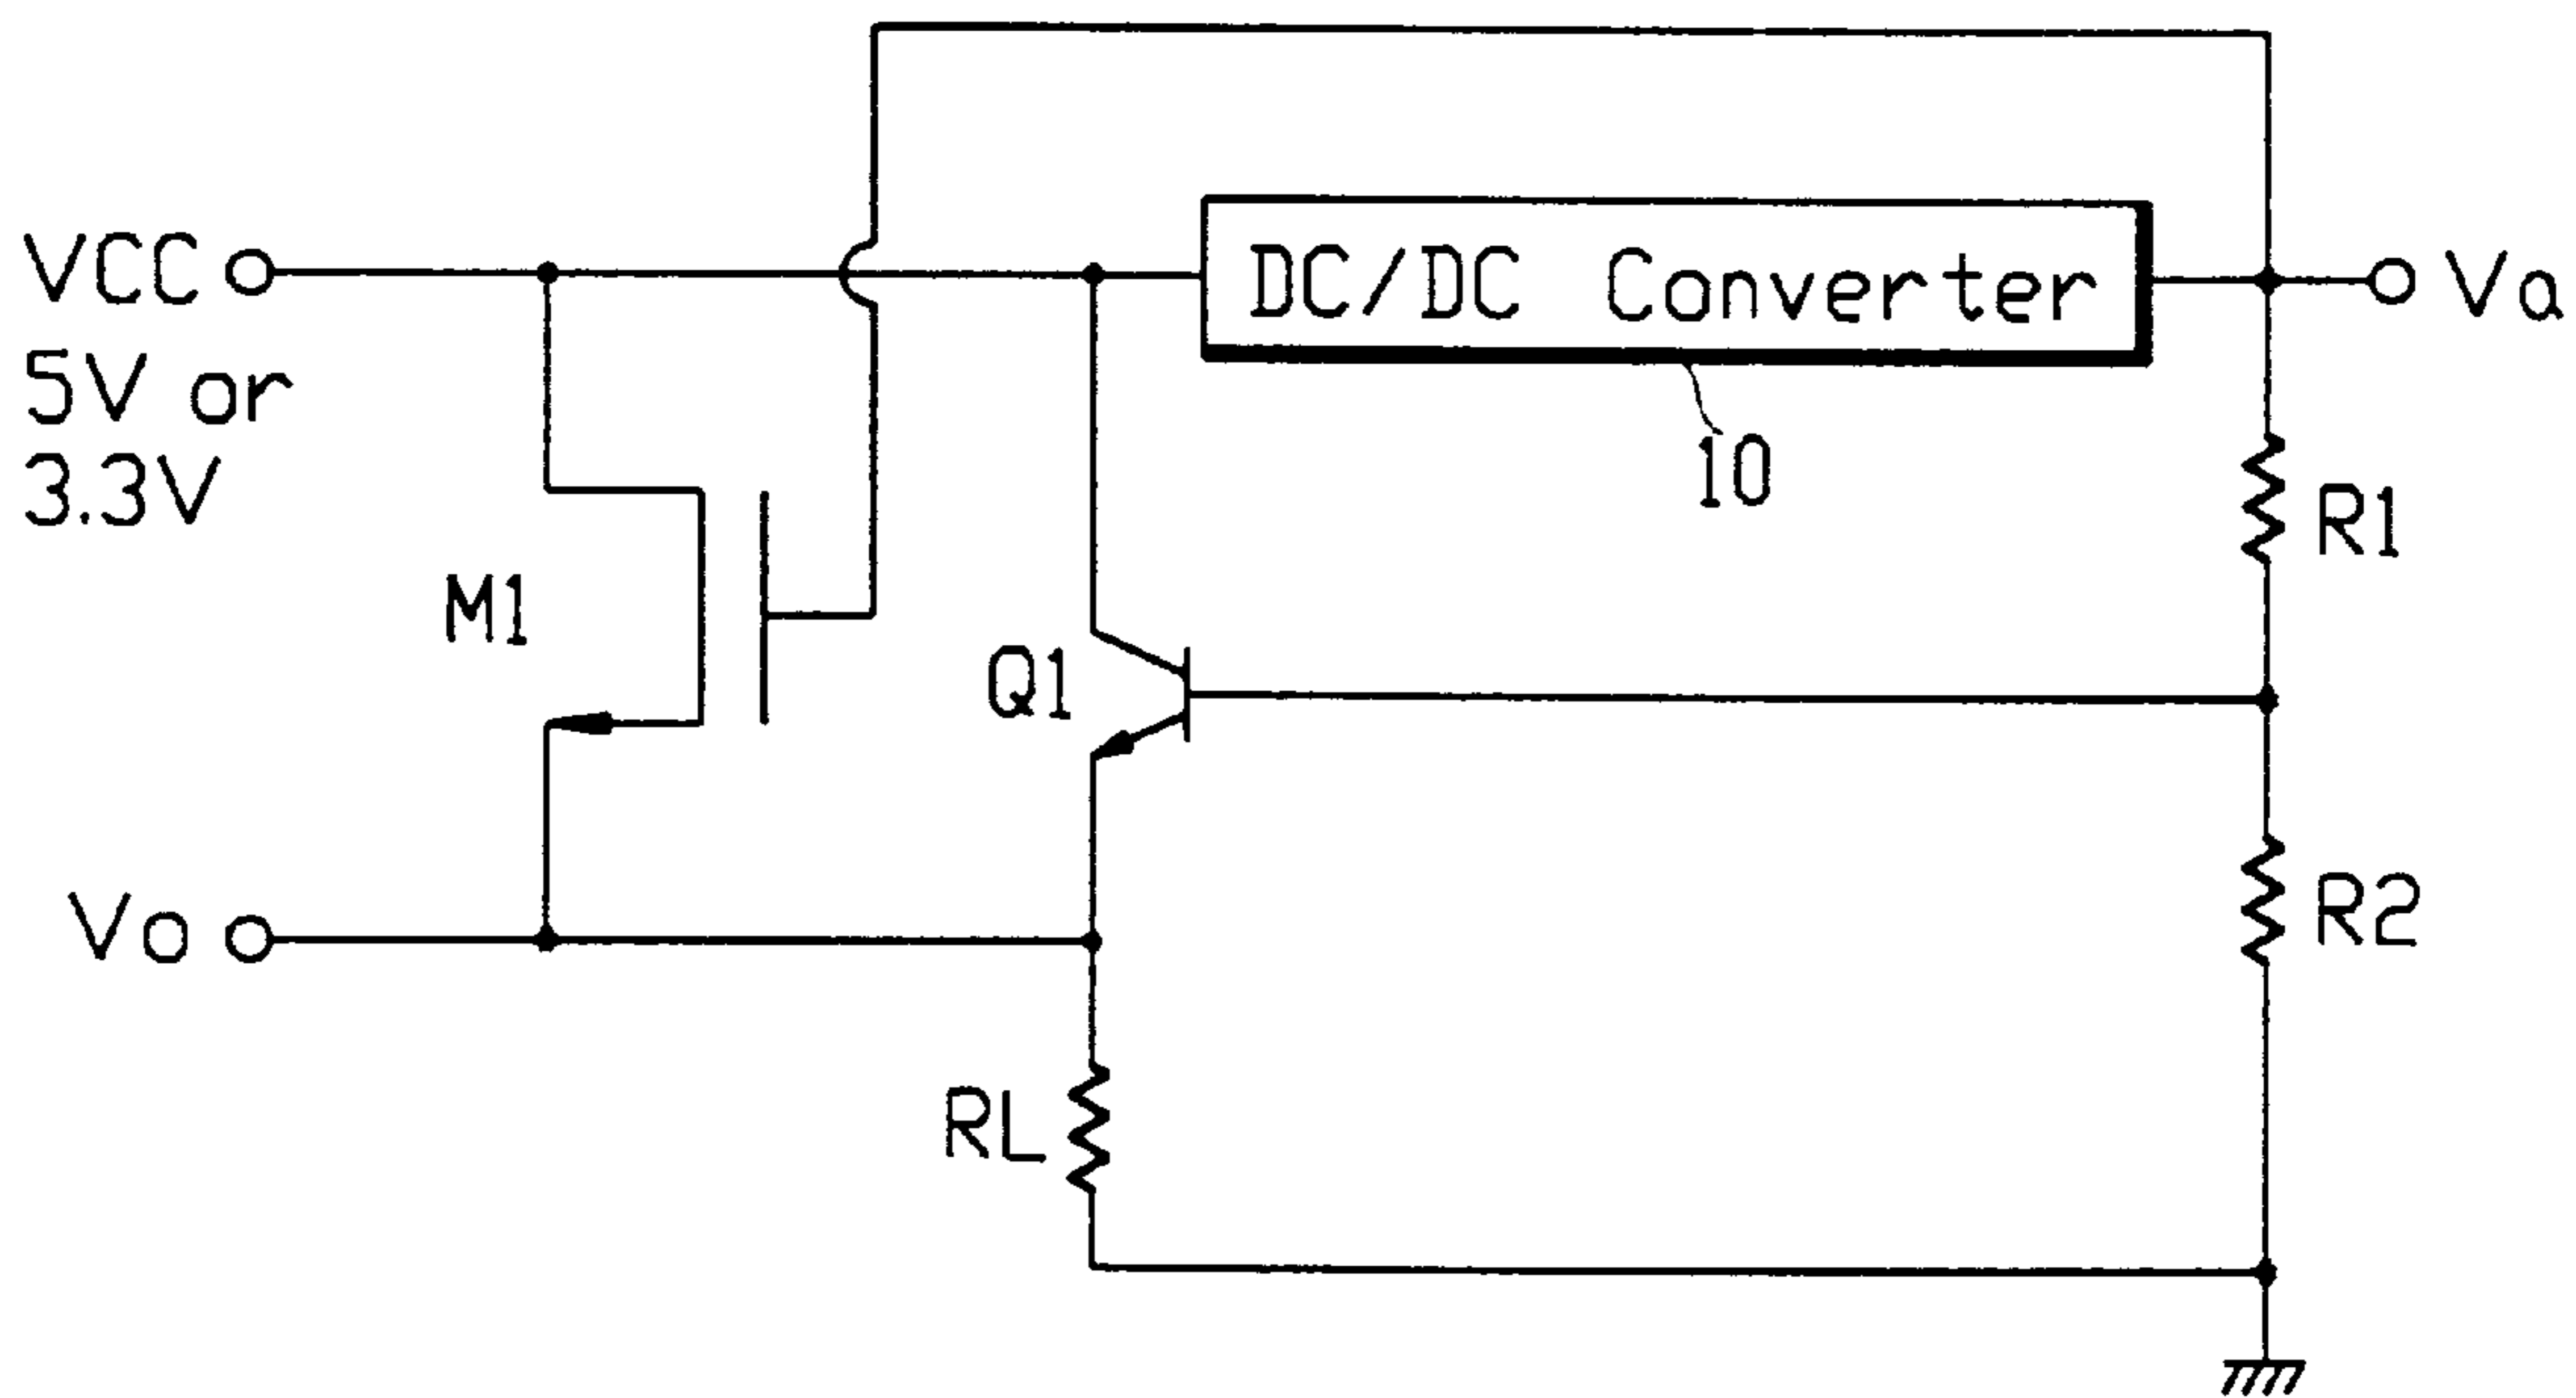 VCC
5V or
3.3V
DC/DC Converter
Va
10
R1
M1
Q1
Vo
R2
RL